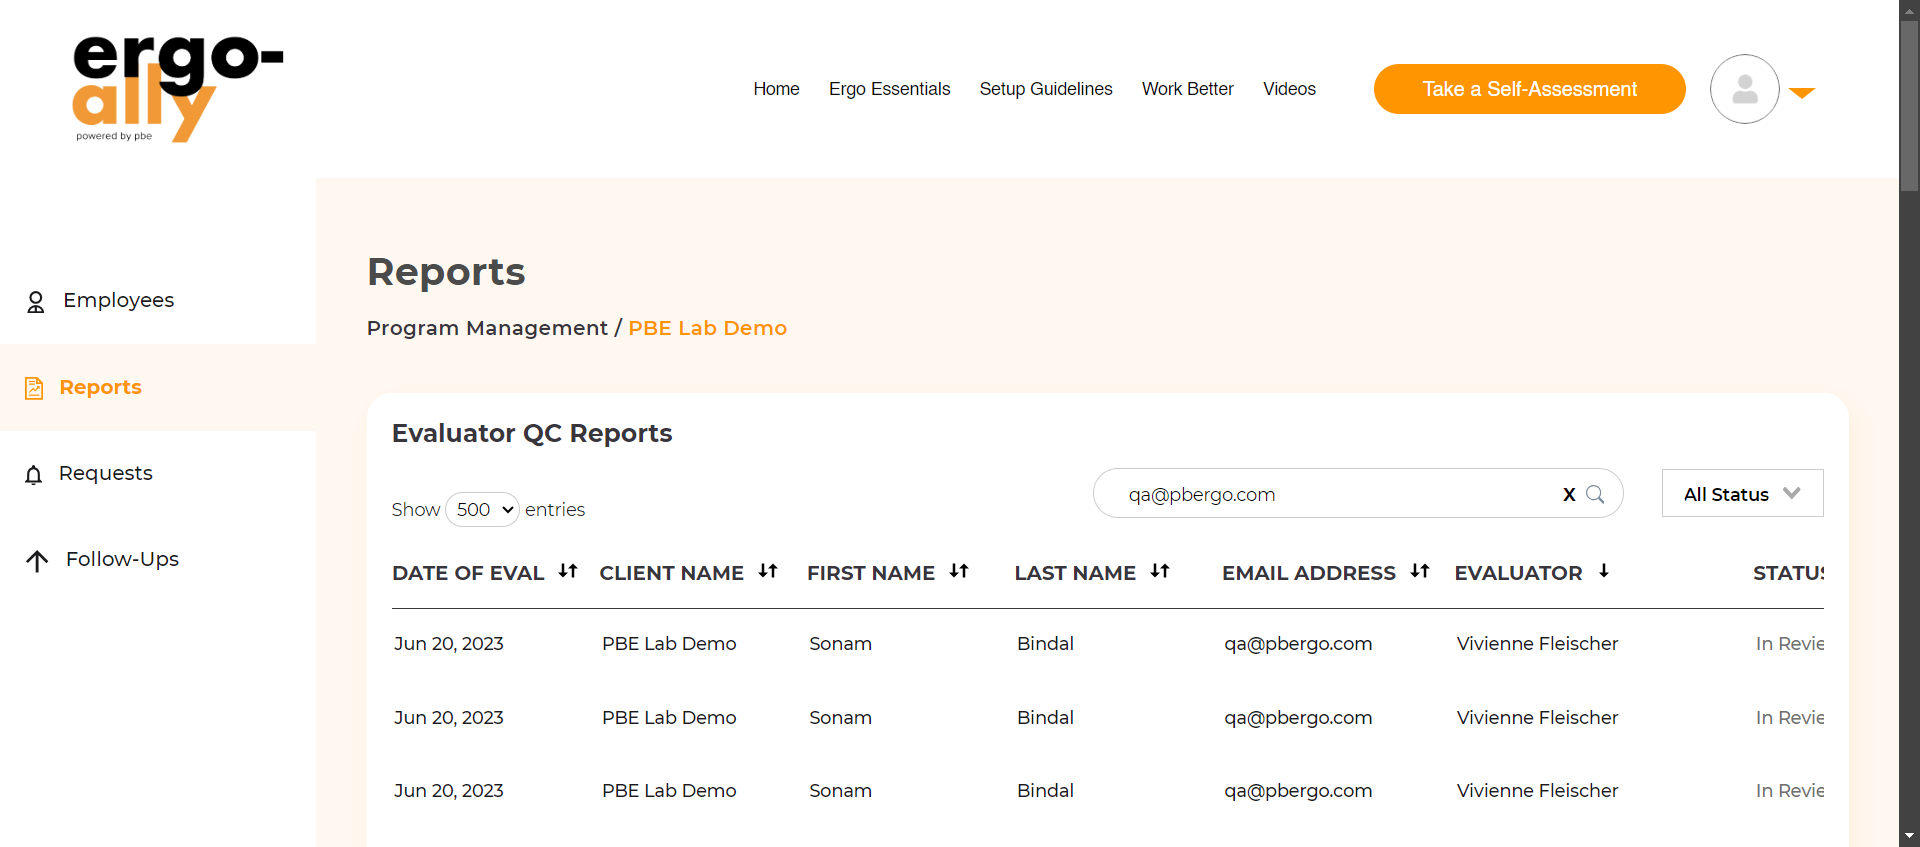 ergo-
ally
powered by pbe
Home Ergo Essentials Setup Guidelines Work Better Videos Take a Self-Assessment
Employees
Reports
Requests
Follow-Ups
Reports
Program Management / PBE Lab Demo
Evaluator QC Reports
Show 500 entries
qa@pbergo.com X
All Status
DATE OF EVAL CLIENT NAME FIRST NAME LAST NAME EMAIL ADDRESS EVALUATOR STATUS
Jun 20, 2023 PBE Lab Demo Sonam Bindal qa@pbergo.com Vivienne Fleischer In Revie
Jun 20, 2023 PBE Lab Demo Sonam Bindal qa@pbergo.com Vivienne Fleischer In Revie
Jun 20, 2023 PBE Lab Demo Sonam Bindal qa@pbergo.com Vivienne Fleischer In Revie